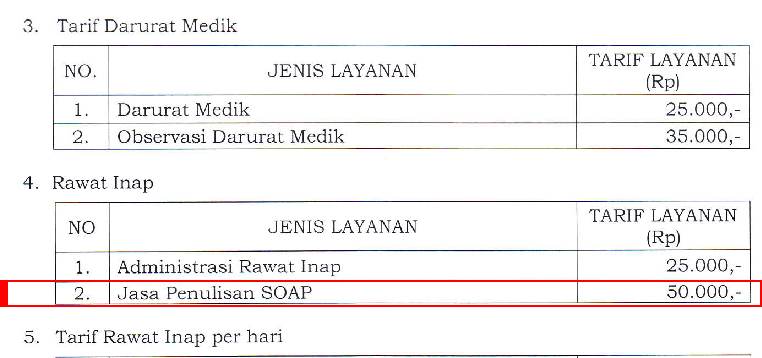 3. Tarif Darurat Medik
NO. JENIS LAYANAN TARIF LAYANAN (Rp)
1. Darurat Medik 25.000,-
2. Observasi Darurat Medik 35.000,-
4. Rawat Inap
NO JENIS LAYANAN TARIF LAYANAN (Rp)
1. Administrasi Rawat Inap 25.000,-
2. Jasa Penulisan SOAP 50.000,-
5. Tarif Rawat Inap per hari